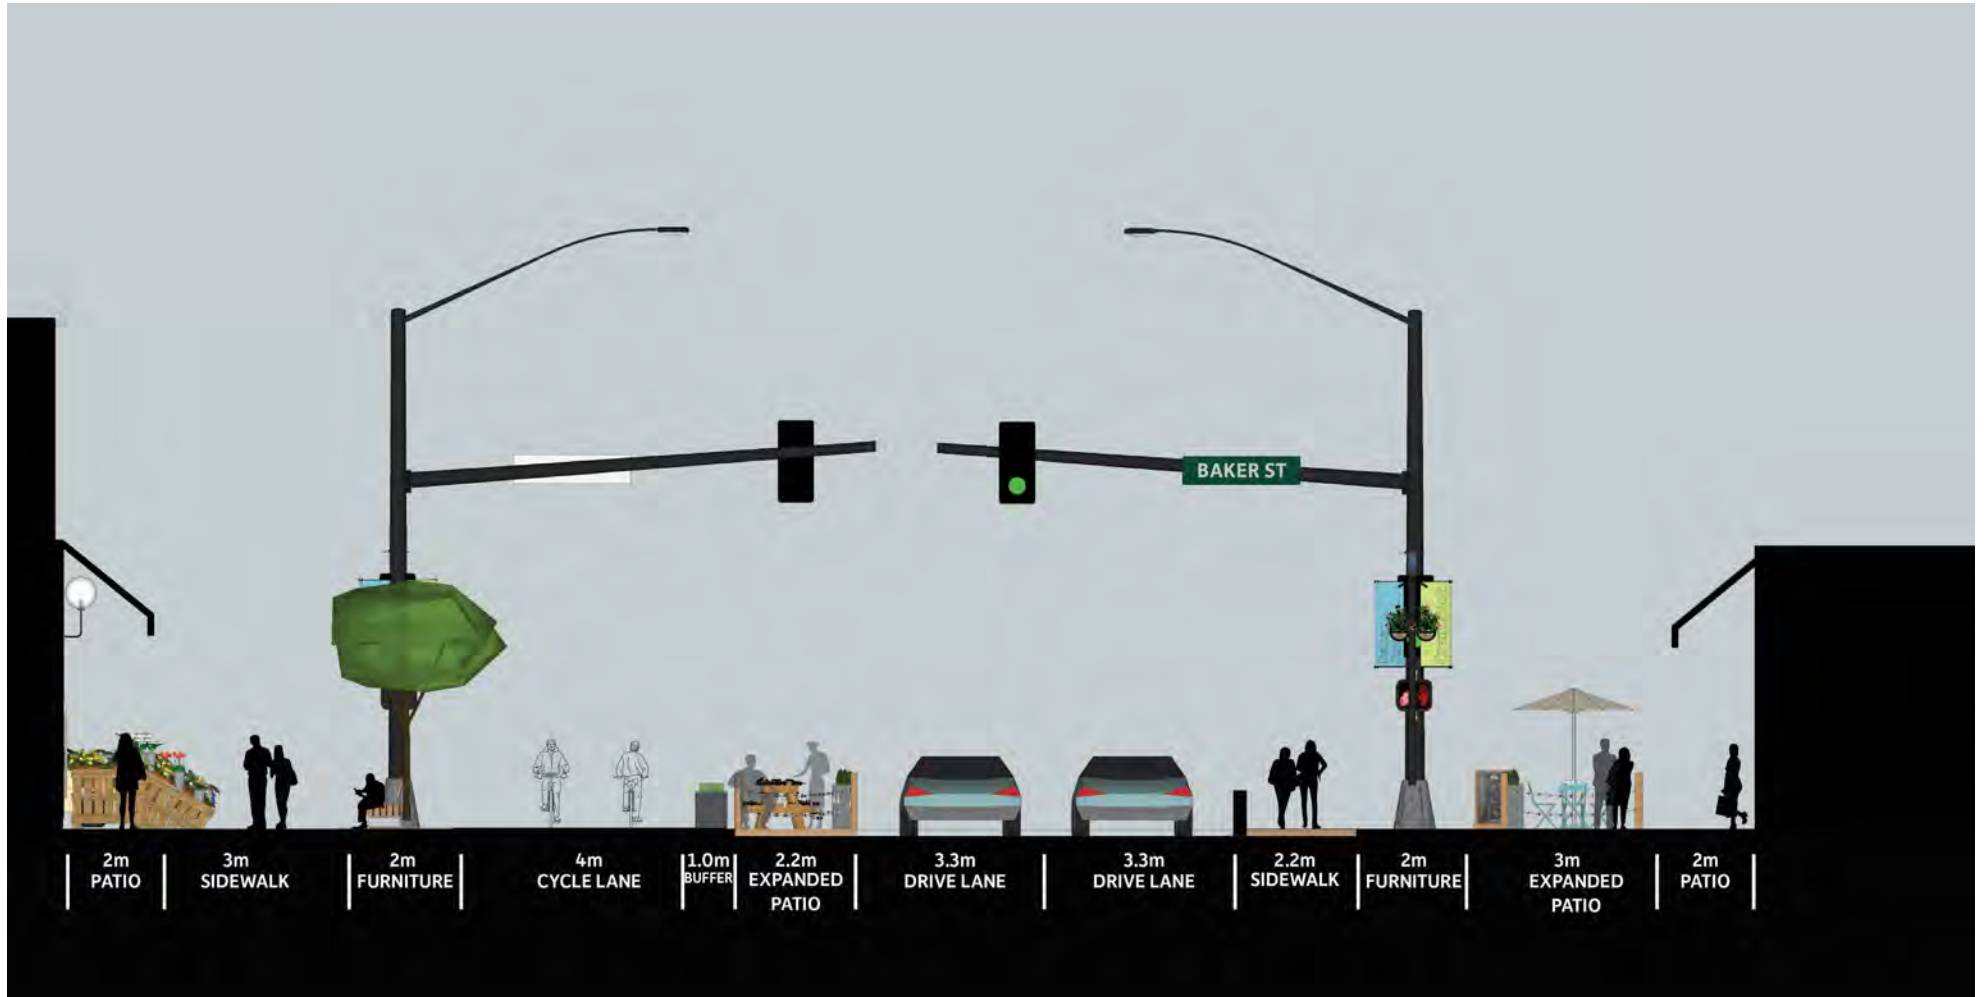 BAKER ST
2m
PATIO
3m
SIDEWALK
2m
FURNITURE
4m
CYCLE LANE
1.0m
BUFFER
2.2m
EXPANDED
PATIO
3.3m
DRIVE LANE
3.3m
DRIVE LANE
2.2m
SIDEWALK
2m
FURNITURE
3m
EXPANDED
PATIO
2m
PATIO